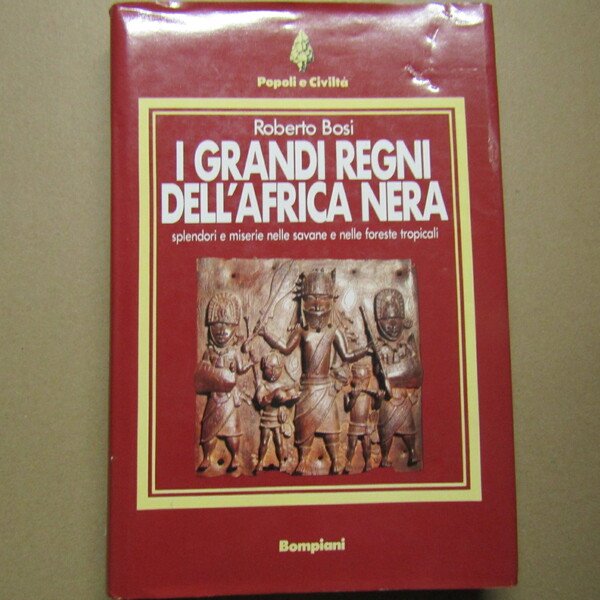 Popoli e Civiltà
Roberto Bosi
I GRANDI REGNI
DELL'AFRICA NERA
splendori e miserie nelle savane e nelle foreste tropicali
Bompiani